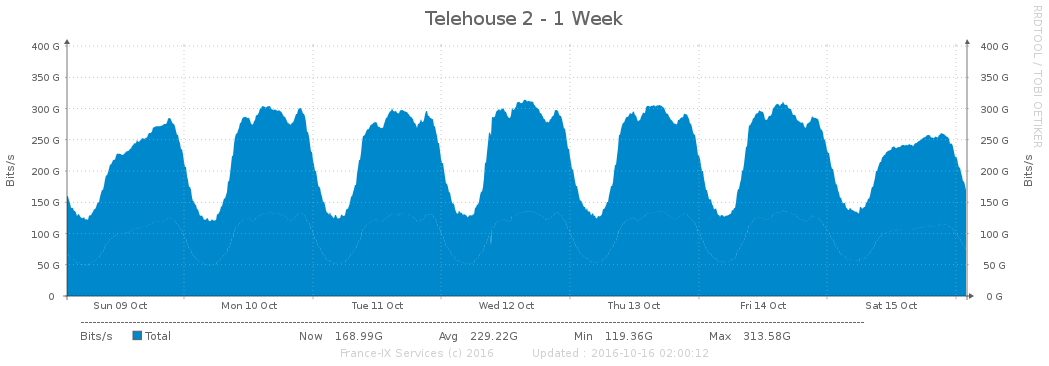 Telehouse 2 - 1 Week
RRDTOOL / TOBI OETIKER
400 G 400 G
350 G 350 G
300 G 300 G
250 G 250 G
200 G 200 G
150 G 150 G
100 G 100 G
50 G 50 G
0 0 G
Bits/s
Bits/s
Sun 09 Oct Mon 10 Oct Tue 11 Oct Wed 12 Oct Thu 13 Oct Fri 14 Oct Sat 15 Oct
Bits/s Total Now 168.99G Avg 229.22G Min 119.36G Max 313.58G
France-IX Services (c) 2016 Updated : 2016-10-16 02:00:12